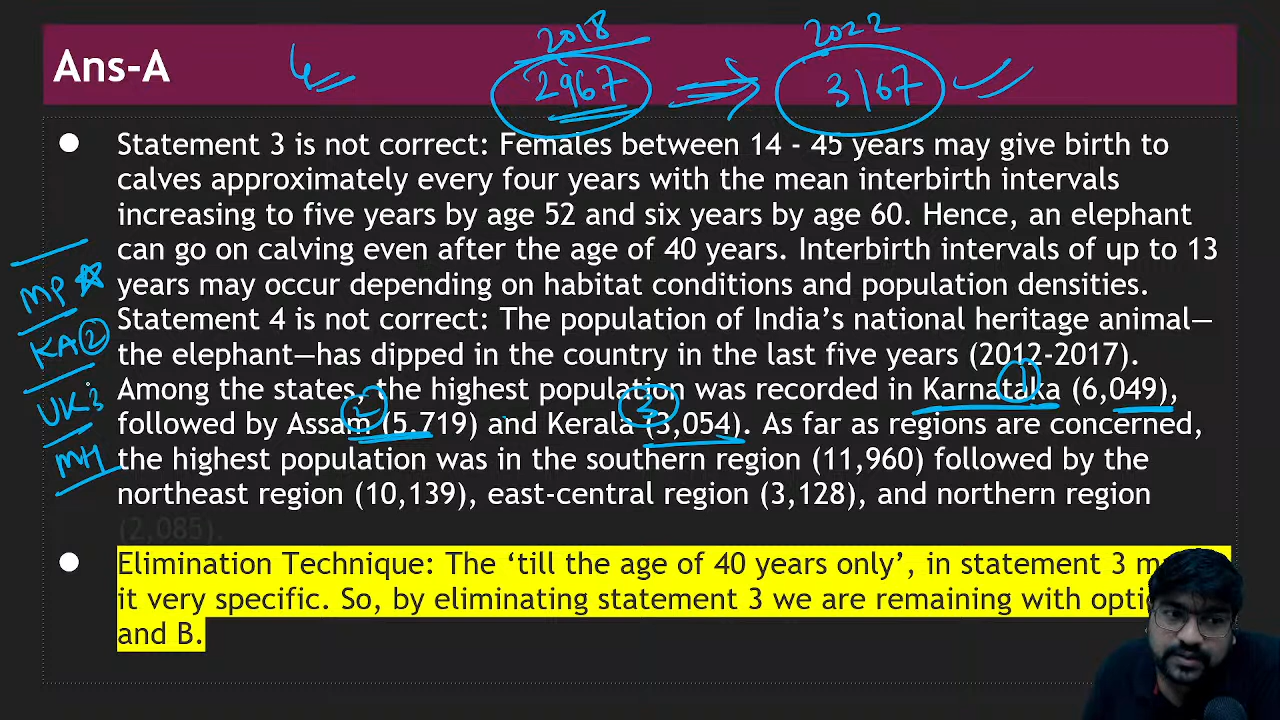 2018
2022
Ans-A
2967
3167
Statement 3 is not correct: Females between 14 - 45 years may give birth to
calves approximately every four years with the mean interbirth intervals
increasing to five years by age 52 and six years by age 60. Hence, an elephant
can go on calving even after the age of 40 years. Interbirth intervals of up to 13
years may occur depending on habitat conditions and population densities.
MP
Statement 4 is not correct: The population of India's national heritage animal—
KA 2
the elephant—has dipped in the country in the last five years (2012-2017).
1
Among the states, the highest population was recorded in Karnataka (6,049),
UK 3
2
3
followed by Assam (5,719) and Kerala (3,054). As far as regions are concerned,
MH
the highest population was in the southern region (11,960) followed by the
northeast region (10,139), east-central region (3,128), and northern region
(2,085).
Elimination Technique: The 'till the age of 40 years only', in statement 3
it very specific. So, by eliminating statement 3 we are remaining with
and B.